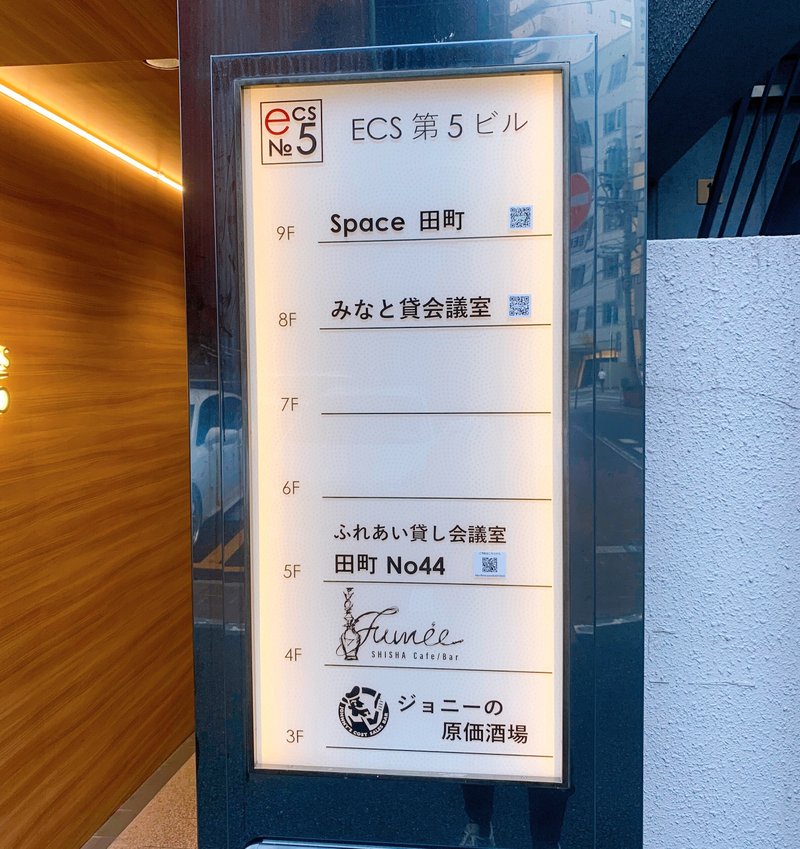 ecs
№5
ECS 第5ビル
9F Space 田町
8F みなと貸会議室
7F
6F
ふれあい貸し会議室
5F 田町 No44
Fumée
4F SHISHA Cafe/Bar
ジョニーの
3F 原価酒場